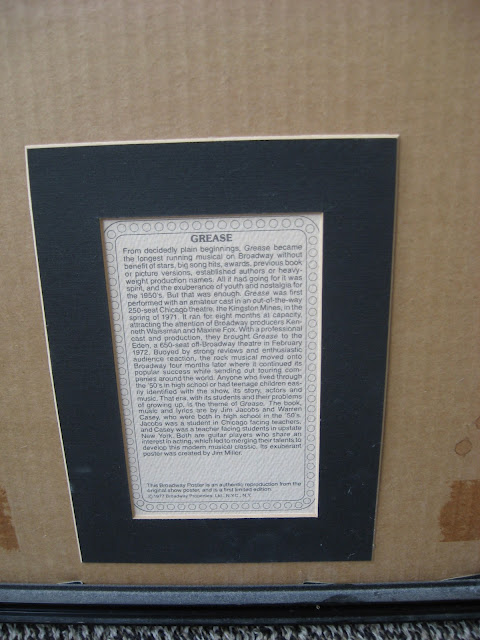 GREASE
From decidedly plain beginnings, Grease became
the longest running musical on Broadway without
benefit of stars, big song hits, awards, previous book
or picture versions, established authors or heavy-
weight production names. All it had going for it was
spirit, and the exuberance of youth and nostalgia for
the 1950's. But that was enough. Grease was first
performed with an amateur cast in an out-of-the-way
250-seat Chicago theatre, the Kingston Mines, in the
spring of 1971. It ran for eight months at capacity,
attracting the attention of Broadway producers Ken-
neth Waissman and Maxine Fox. With a professional
cast and production, they brought Grease to the
Eden, a 650-seat off-Broadway theatre in February
1972. Buoyed by strong reviews and enthusiastic
audience reaction, the rock musical moved onto
Broadway four months later where it continued its
popular success while sending out touring com-
panies around the world. Anyone who lived through
the '50's in high school or had teenage children eas-
ily identified with the show, its story, actors and
music. That era, with its students and their problems
of growing up, is the theme of Grease. The book,
music and lyrics are by Jim Jacobs and Warren
Casey, who were both in high school in the '50's.
Jacobs was a student in Chicago facing teachers,
and Casey was a teacher facing students in upstate
New York. Both are guitar players who share an
interest in acting, which led to merging their talents to
develop this modern musical classic. Its exuberant
poster was created by Jim Miller.
The Broadway Poster is an authentic reproduction from the
original show poster, and is a first limited edition.
© 1977 Broadway Properties, Ltd., N.Y.C., N.Y.